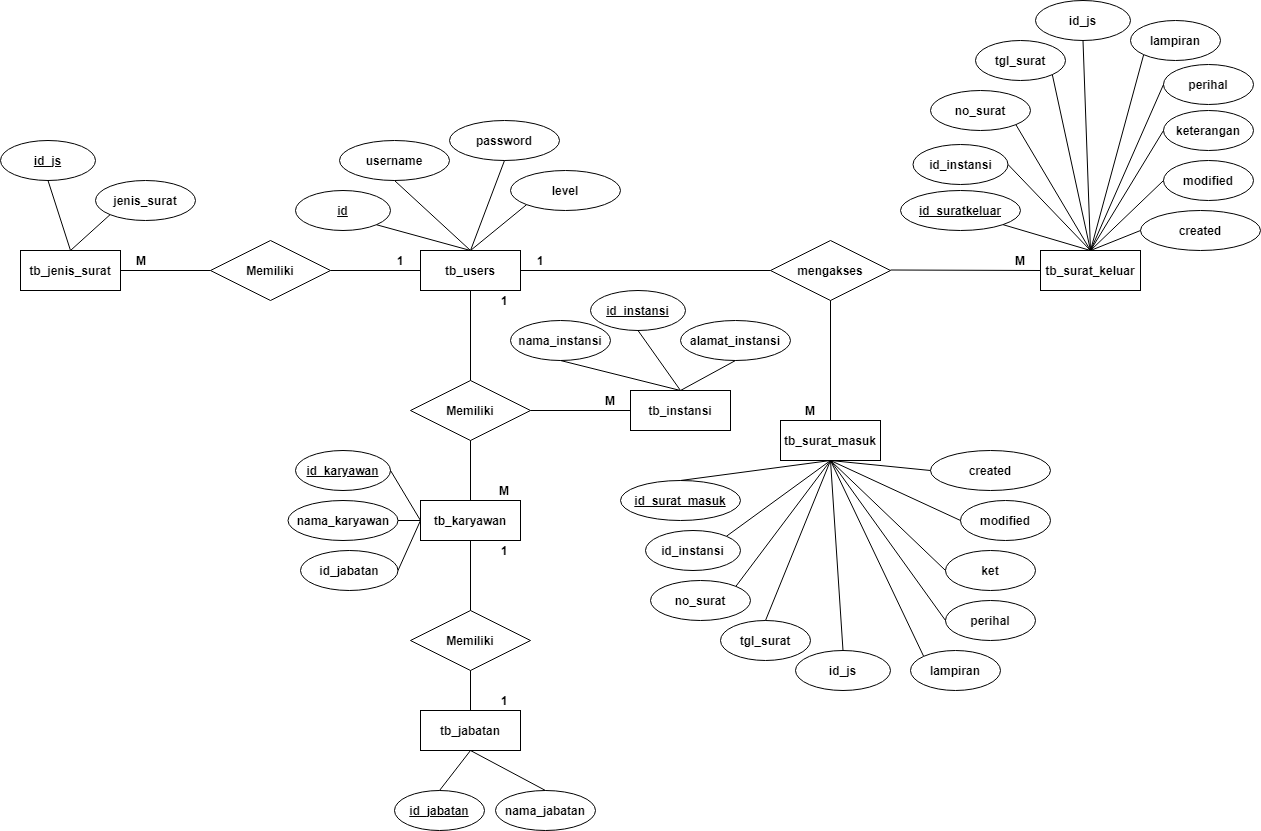 id_js
lampiran
tgl_surat
perihal
no_surat
keterangan
id_instansi
modified
id_suratkeluar
created
tb_surat_keluar
id_js
jenis_surat
tb_jenis_surat
M
Memiliki
1
password
username
level
id
tb_users
1
mengakses
M
1
id_instansi
nama_instansi
alamat_instansi
Memiliki
M
tb_instansi
M
tb_surat_masuk
id_karyawan
nama_karyawan
id_jabatan
M
tb_karyawan
1
created
id_surat_masuk
modified
id_instansi
ket
no_surat
perihal
tgl_surat
id_js
lampiran
Memiliki
1
tb_jabatan
id_jabatan
nama_jabatan